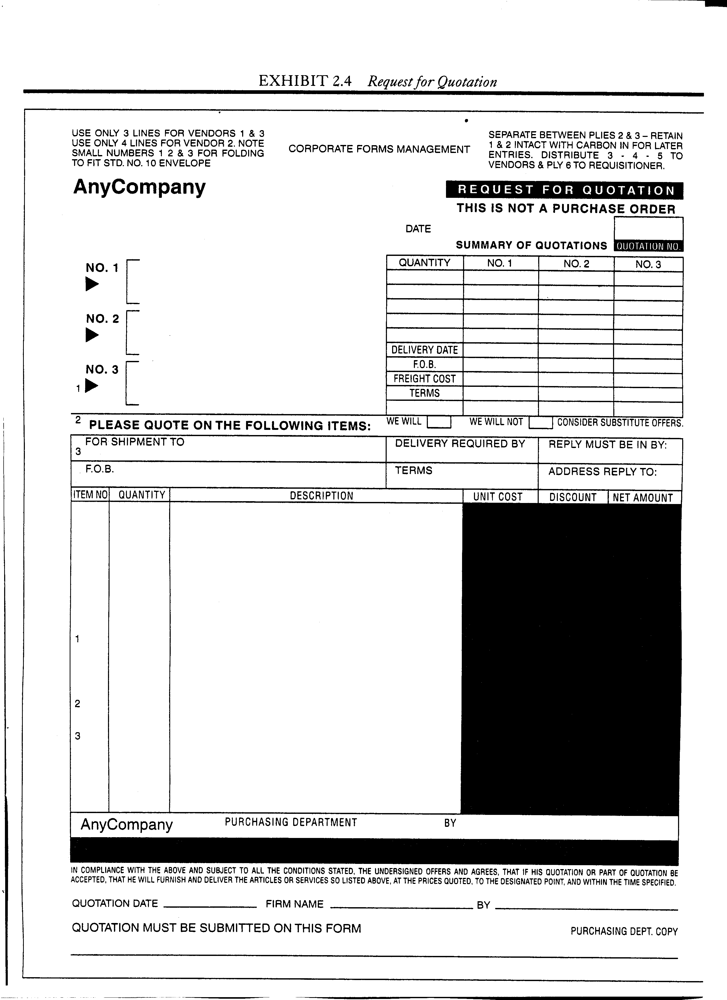 EXHIBIT 2.4 Request for Quotation
USE ONLY 3 LINES FOR VENDORS 1 & 3
USE ONLY 4 LINES FOR VENDOR 2. NOTE
SMALL NUMBERS 1 2 & 3 FOR FOLDING
TO FIT STD. NO. 10 ENVELOPE
CORPORATE FORMS MANAGEMENT
SEPARATE BETWEEN PLIES 2 & 3 – RETAIN
1 & 2 INTACT WITH CARBON IN FOR LATER
ENTRIES. DISTRIBUTE 3 - 4 - 5 TO
VENDORS & PLY 6 TO REQUISITIONER.
AnyCompany
REQUEST FOR QUOTATION
THIS IS NOT A PURCHASE ORDER
DATE
SUMMARY OF QUOTATIONS QUOTATION NO.
NO. 1
NO. 2
NO. 3
1
QUANTITY NO. 1 NO. 2 NO. 3
DELIVERY DATE
F.O.B.
FREIGHT COST
TERMS
2 PLEASE QUOTE ON THE FOLLOWING ITEMS: WE WILL WE WILL NOT CONSIDER SUBSTITUTE OFFERS.
3 FOR SHIPMENT TO DELIVERY REQUIRED BY REPLY MUST BE IN BY:
F.O.B. TERMS ADDRESS REPLY TO:
ITEM NO QUANTITY DESCRIPTION UNIT COST DISCOUNT NET AMOUNT
1
2
3
AnyCompany PURCHASING DEPARTMENT BY
IN COMPLIANCE WITH THE ABOVE AND SUBJECT TO ALL THE CONDITIONS STATED, THE UNDERSIGNED OFFERS AND AGREES, THAT IF HIS QUOTATION OR PART OF QUOTATION BE
ACCEPTED, THAT HE WILL FURNISH AND DELIVER THE ARTICLES OR SERVICES SO LISTED ABOVE, AT THE PRICES QUOTED, TO THE DESIGNATED POINT, AND WITHIN THE TIME SPECIFIED.
QUOTATION DATE FIRM NAME BY
QUOTATION MUST BE SUBMITTED ON THIS FORM
PURCHASING DEPT. COPY